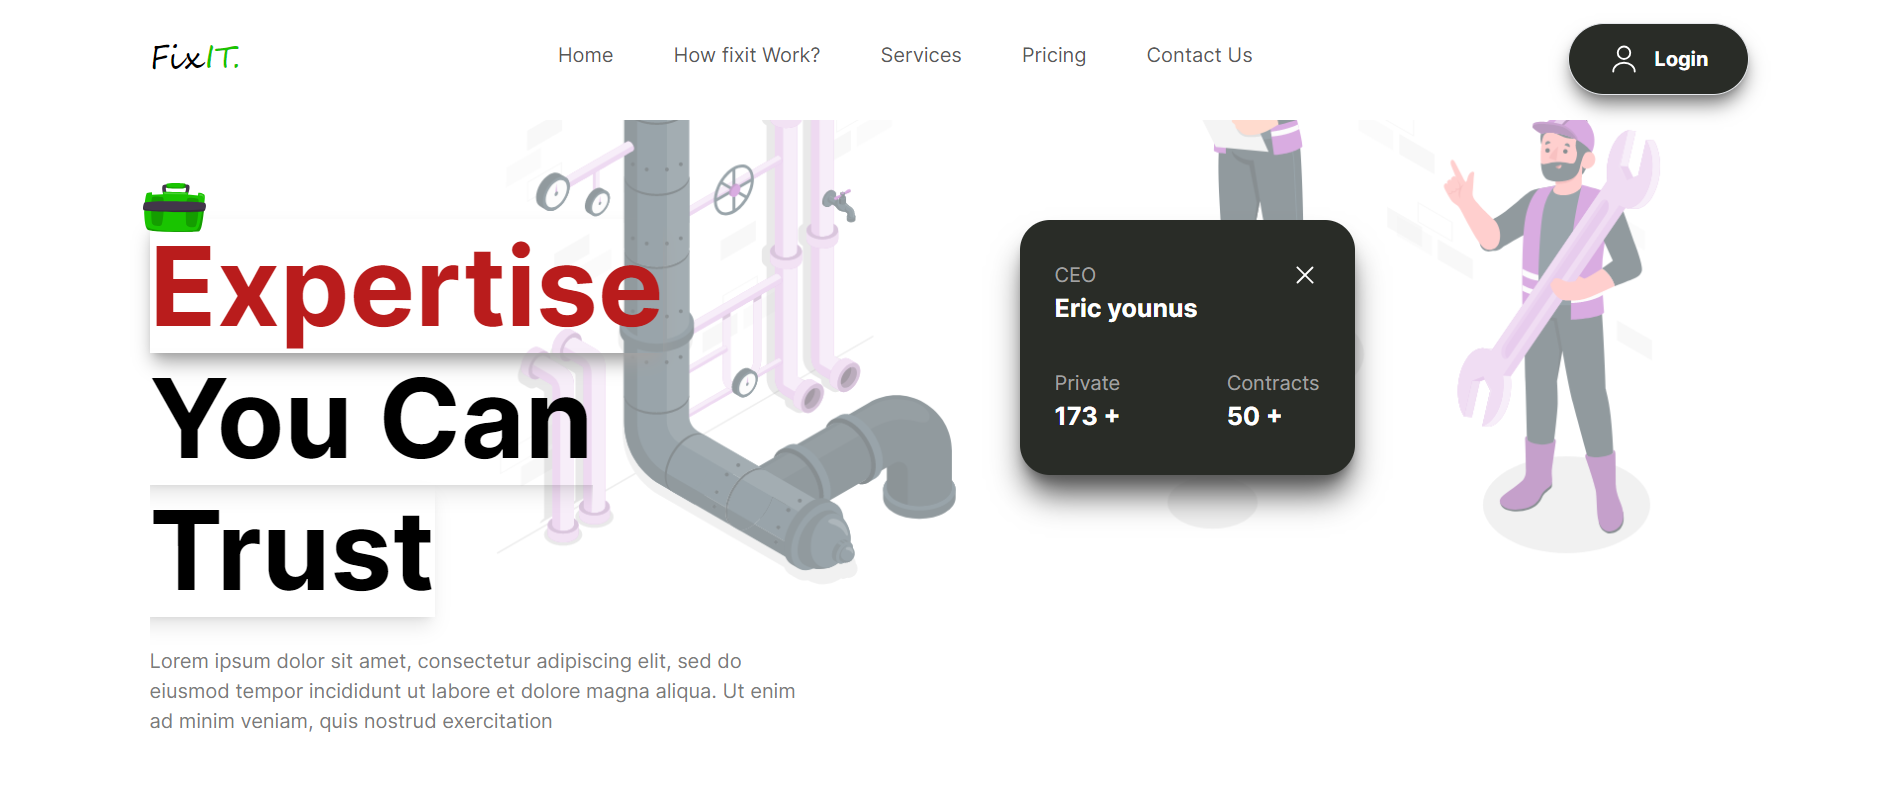 FixIT.
Home
How fixit Work?
Services
Pricing
Contact Us
Login
Expertise
You Can
Trust
CEO
Eric younus
Private
Contracts
173 +
50 +
Lorem ipsum dolor sit amet, consectetur adipiscing elit, sed do
eiusmod tempor incididunt ut labore et dolore magna aliqua. Ut enim
ad minim veniam, quis nostrud exercitation